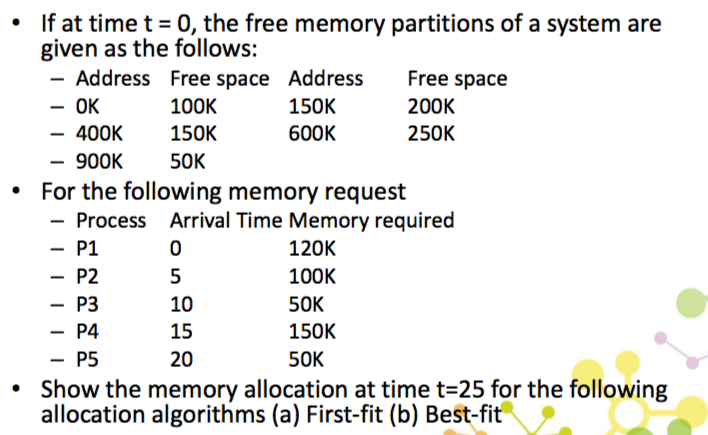 • If at time t = 0, the free memory partitions of a system are
given as the follows:
– Address Free space Address Free space
– 0K 100K 150K 200K
– 400K 150K 600K 250K
– 900K 50K
• For the following memory request
– Process Arrival Time Memory required
– P1 0 120K
– P2 5 100K
– P3 10 50K
– P4 15 150K
– P5 20 50K
• Show the memory allocation at time t=25 for the following
allocation algorithms (a) First-fit (b) Best-fit